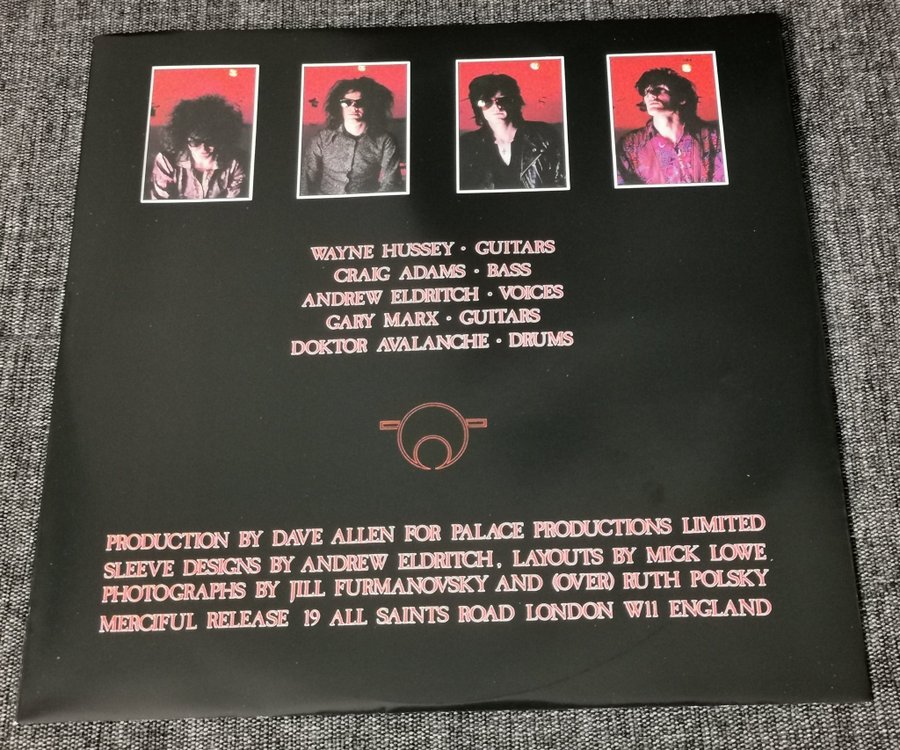 WAYNE HUSSEY · GUITARS
CRAIG ADAMS · BASS
ANDREW ELDRITCH · VOICES
GARY MARX · GUITARS
DOKTOR AVALANCHE · DRUMS
PRODUCTION BY DAVE ALLEN FOR PALACE PRODUCTIONS LIMITED
SLEEVE DESIGNS BY ANDREW ELDRITCH, LAYOUTS BY MICK LOWE
PHOTOGRAPHS BY JILL FURMANOVSKY AND (OVER) RUTH POLSKY
MERCIFUL RELEASE 19 ALL SAINTS ROAD LONDON W11 ENGLAND